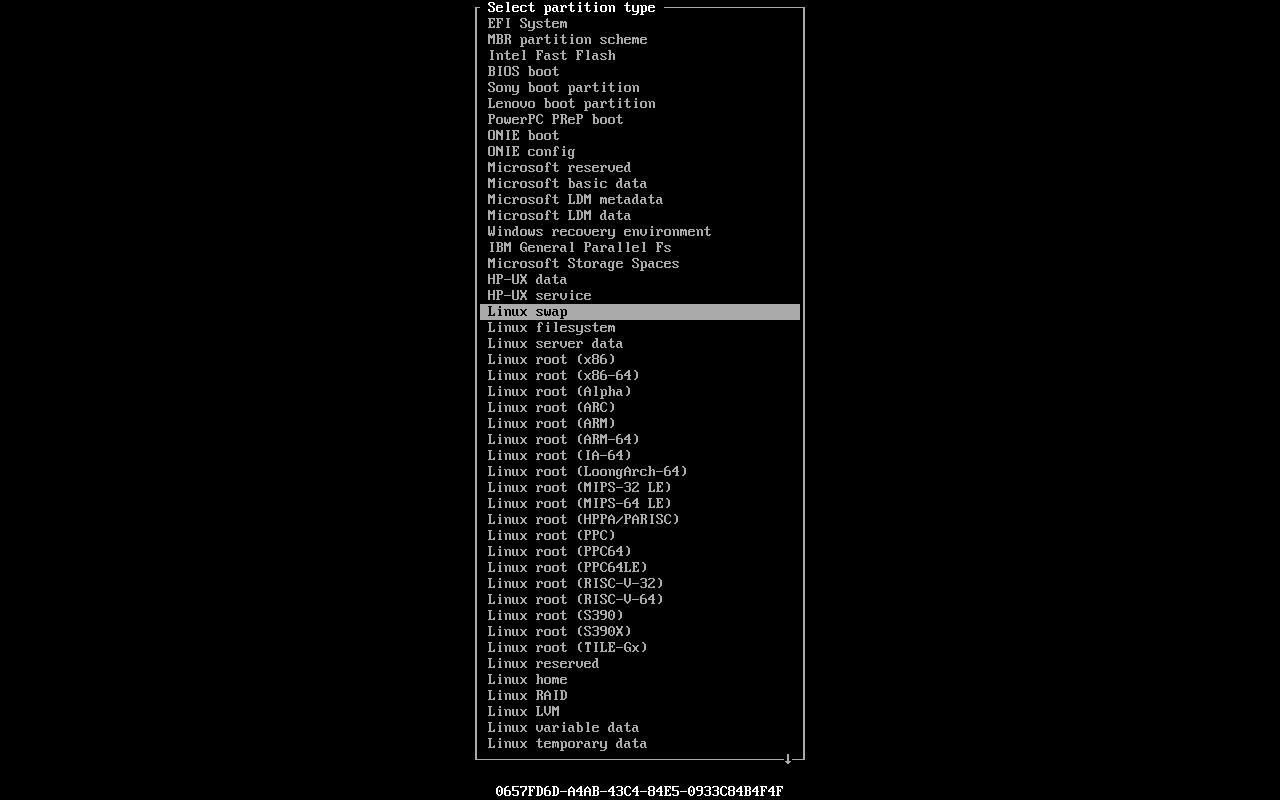 Select partition type
EFI System
MBR partition scheme
Intel Fast Flash
BIOS boot
Sony boot partition
Lenovo boot partition
PowerPC PReP boot
ONIE boot
ONIE config
Microsoft reserved
Microsoft basic data
Microsoft LDM metadata
Microsoft LDM data
Windows recovery environment
IBM General Parallel Fs
Microsoft Storage Spaces
HP-UX data
HP-UX service
Linux swap
Linux filesystem
Linux server data
Linux root (x86)
Linux root (x86-64)
Linux root (Alpha)
Linux root (ARC)
Linux root (ARM)
Linux root (ARM-64)
Linux root (IA-64)
Linux root (LoongArch-64)
Linux root (MIPS-32 LE)
Linux root (MIPS-64 LE)
Linux root (HPPA/PARISC)
Linux root (PPC)
Linux root (PPC64)
Linux root (PPC64LE)
Linux root (RISC-V-32)
Linux root (RISC-V-64)
Linux root (S390)
Linux root (S390X)
Linux root (TILE-Gx)
Linux reserved
Linux home
Linux RAID
Linux LVM
Linux variable data
Linux temporary data
↓
0657FD6D-A4AB-43C4-84E5-0933C84B4F4F